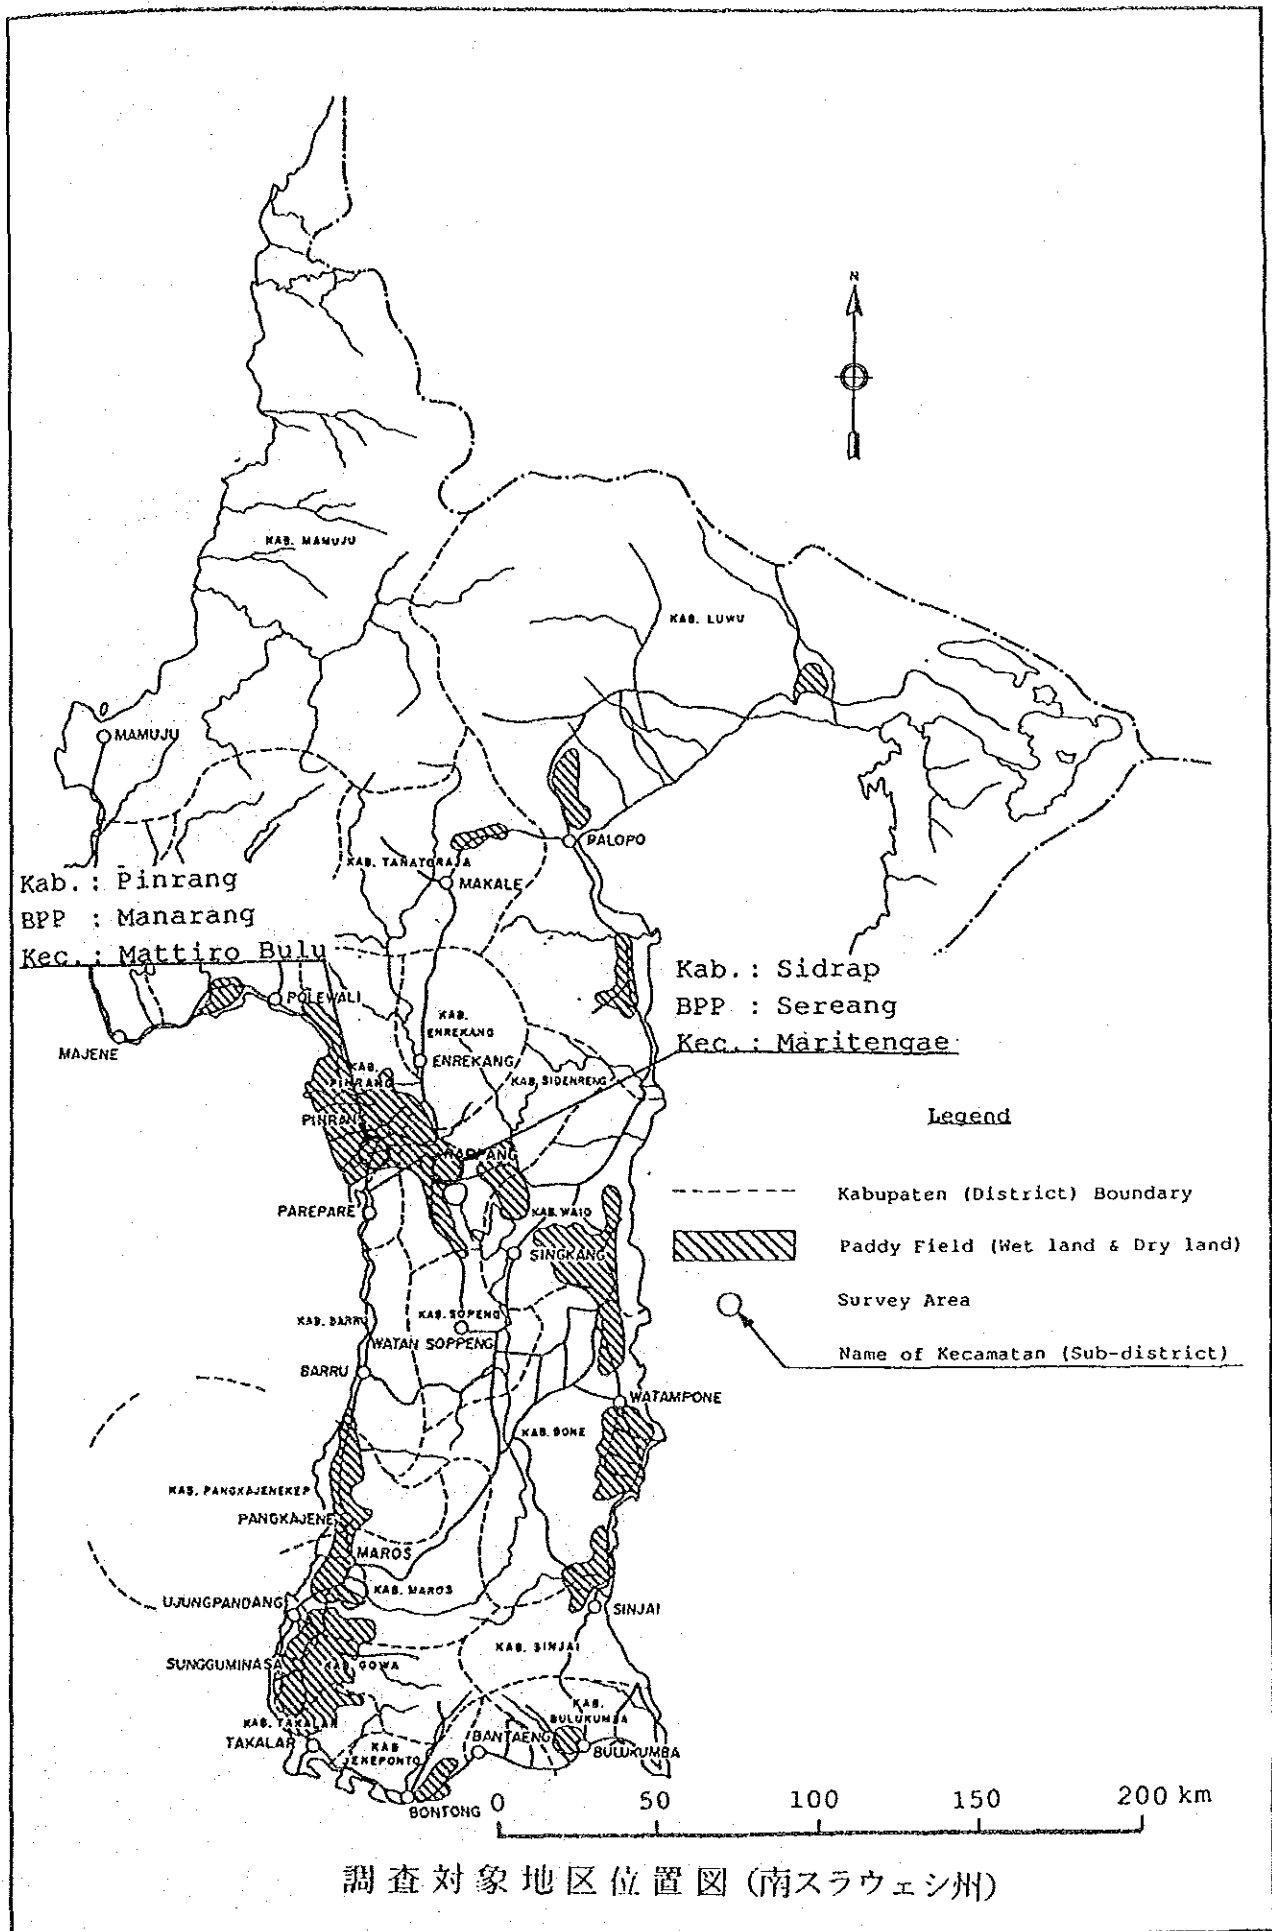 N
KAB. MAMUJU
KAB. LUWU
MAMUJU
PALOPO
KAB. TANATORAJA
MAKALE
Kab. : Pinrang
BPP : Manarang
Kec. : Mattiro Bulu
Kab. : Sidrap
BPP : Sereang
Kec. : Maritengae
POLEWALI
MAJENE
KAB.
ENREKANG
ENREKANG
KAB.
PINRANG
KAB. SIDENRENG
PINRANG
Legend
Kabupaten (District) Boundary
PAREPARE
KAB. WAJO
Paddy Field (Wet land & Dry land)
SINGKANG
Survey Area
KAB. BARRU
KAB. SOPENG
WATAN SOPPENG
Name of Kecamatan (Sub-district)
BARRU
WATAMPONE
KAB. BONE
KAB. PANGKAJENEKEP
PANGKAJENE
MAROS
KAB. MAROS
UJUNGPANDANG
SINJAI
KAB. SINJAI
SUNGGUMINASA
KAB. GOWA
KAB. TAKALAR
KAB.
BULUKUMBA
TAKALAR
KAB
JENEPONTO
BANTAENG
BULUKUMBA
BONTONG
0 50 100 150 200 km
調査対象地区位置図 (南スラウェシ州)